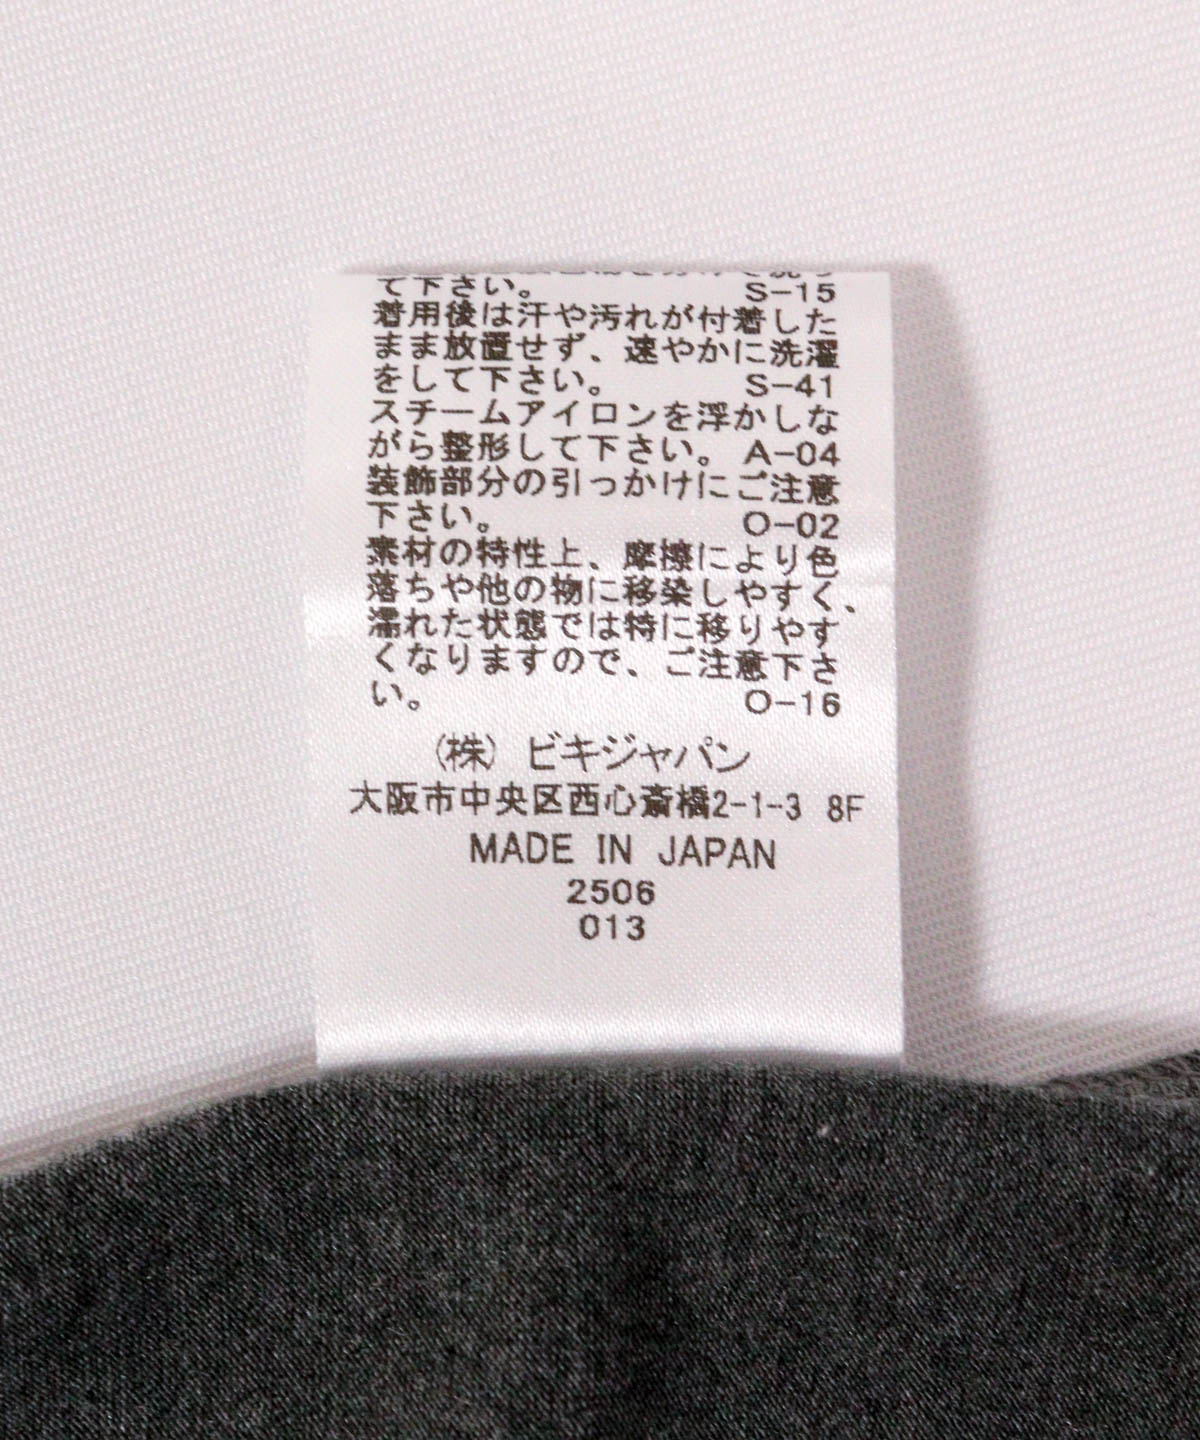 て下さい。 S-15
着用後は汗や汚れが付着した
まま放置せず、速やかに洗濯
をして下さい。 S-41
スチームアイロンを浮かしな
がら整形して下さい。 A-04
装飾部分の引っかけにご注意
下さい。 O-02
素材の特性上、摩擦により色
落ちや他の物に移染しやすく、
濡れた状態では特に移りやす
くなりますので、ご注意下さ
い。 O-16
(株) ビキジャパン
大阪市中央区西心斎橋2-1-3 8F
MADE IN JAPAN
2506
013